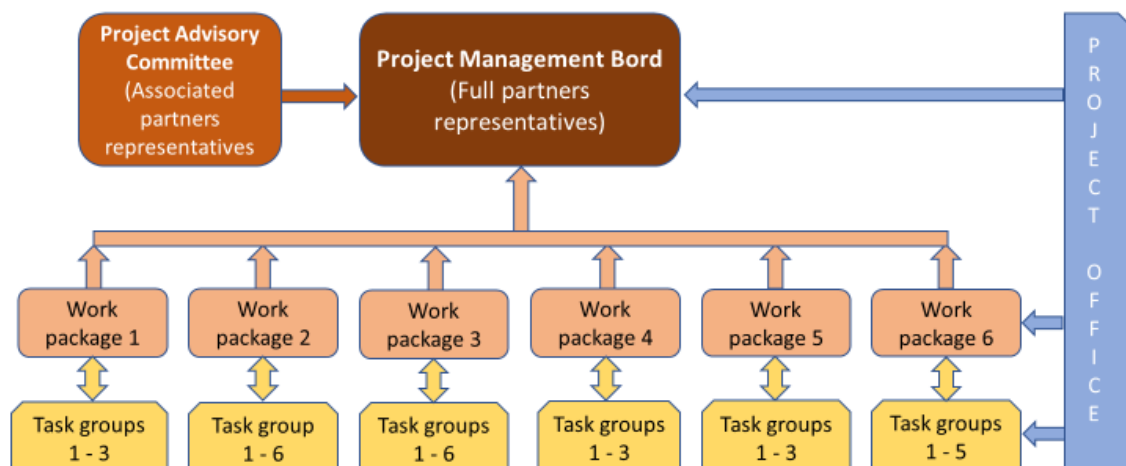 Project Advisory
Committee
(Associated
partners
representatives
Project Management Bord
(Full partners
representatives)
PROJECT OFFICE
Work
package 1
Work
package 2
Work
package 3
Work
package 4
Work
package 5
Work
package 6
Task groups
1 - 3
Task group
1 - 6
Task groups
1 - 6
Task groups
1 - 3
Task groups
1 - 3
Task groups
1 - 5